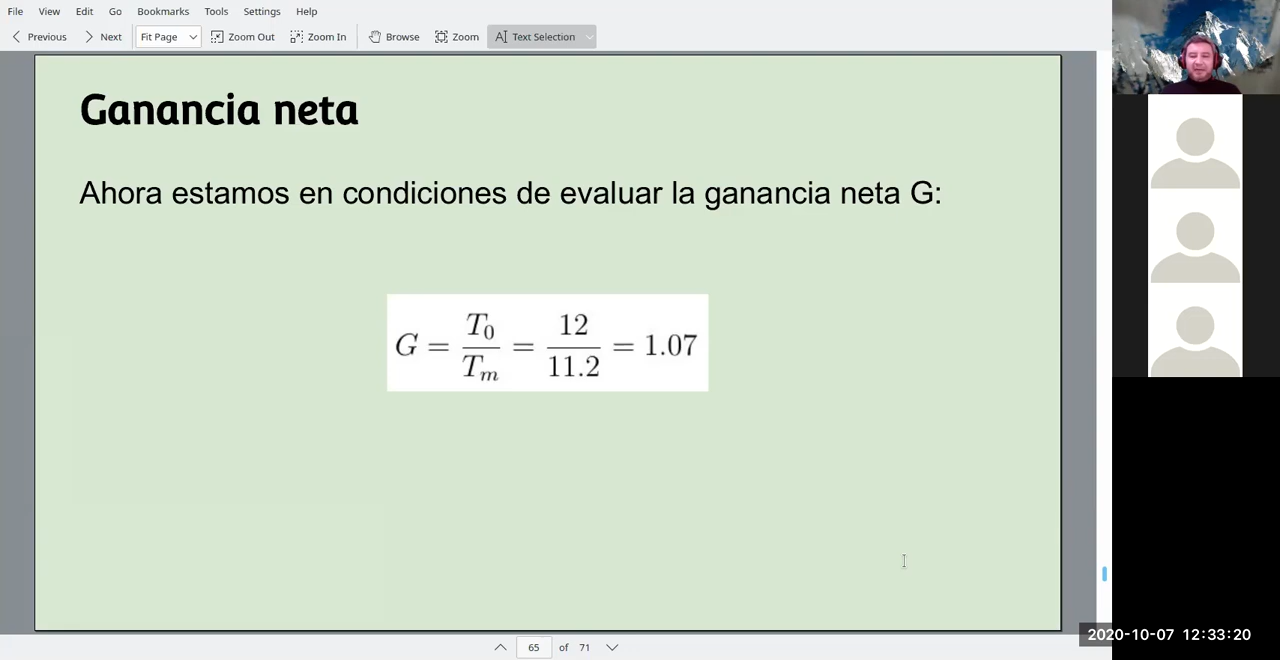 File View Edit Go Bookmarks Tools Settings Help
Previous Next Fit Page Zoom Out Zoom In Browse Zoom Text Selection
Ganancia neta
Ahora estamos en condiciones de evaluar la ganancia neta G:
G = T₀/Tₘ = 12/11.2 = 1.07
65 of 71
2020-10-07 12:33:20